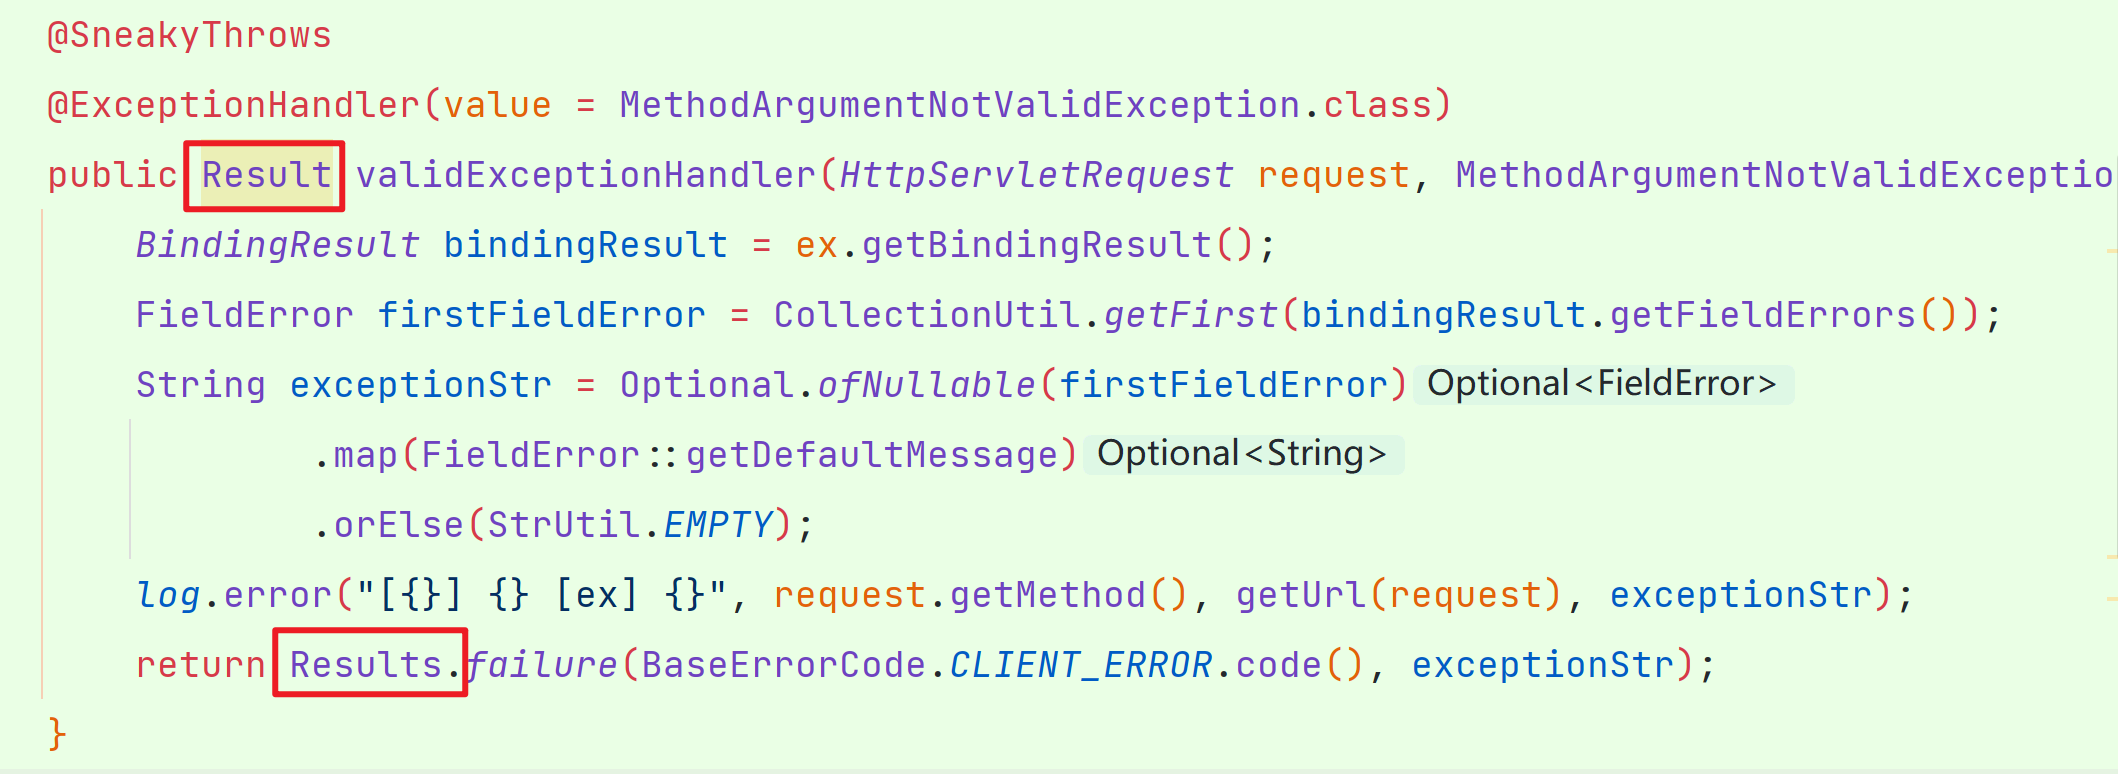 @SneakyThrows
@ExceptionHandler(value = MethodArgumentNotValidException.class)
public Result validExceptionHandler(HttpServletRequest request, MethodArgumentNotValidExceptio
BindingResult bindingResult = ex.getBindingResult();
FieldError firstFieldError = CollectionUtil.getFirst(bindingResult.getFieldErrors());
String exceptionStr = Optional.ofNullable(firstFieldError) Optional<FieldError>
.map(FieldError::getDefaultMessage) Optional<String>
.orElse(StrUtil.EMPTY);
log.error("[{}] {} [ex] {}", request.getMethod(), getUrl(request), exceptionStr);
return Results.failure(BaseErrorCode.CLIENT_ERROR.code(), exceptionStr);
}